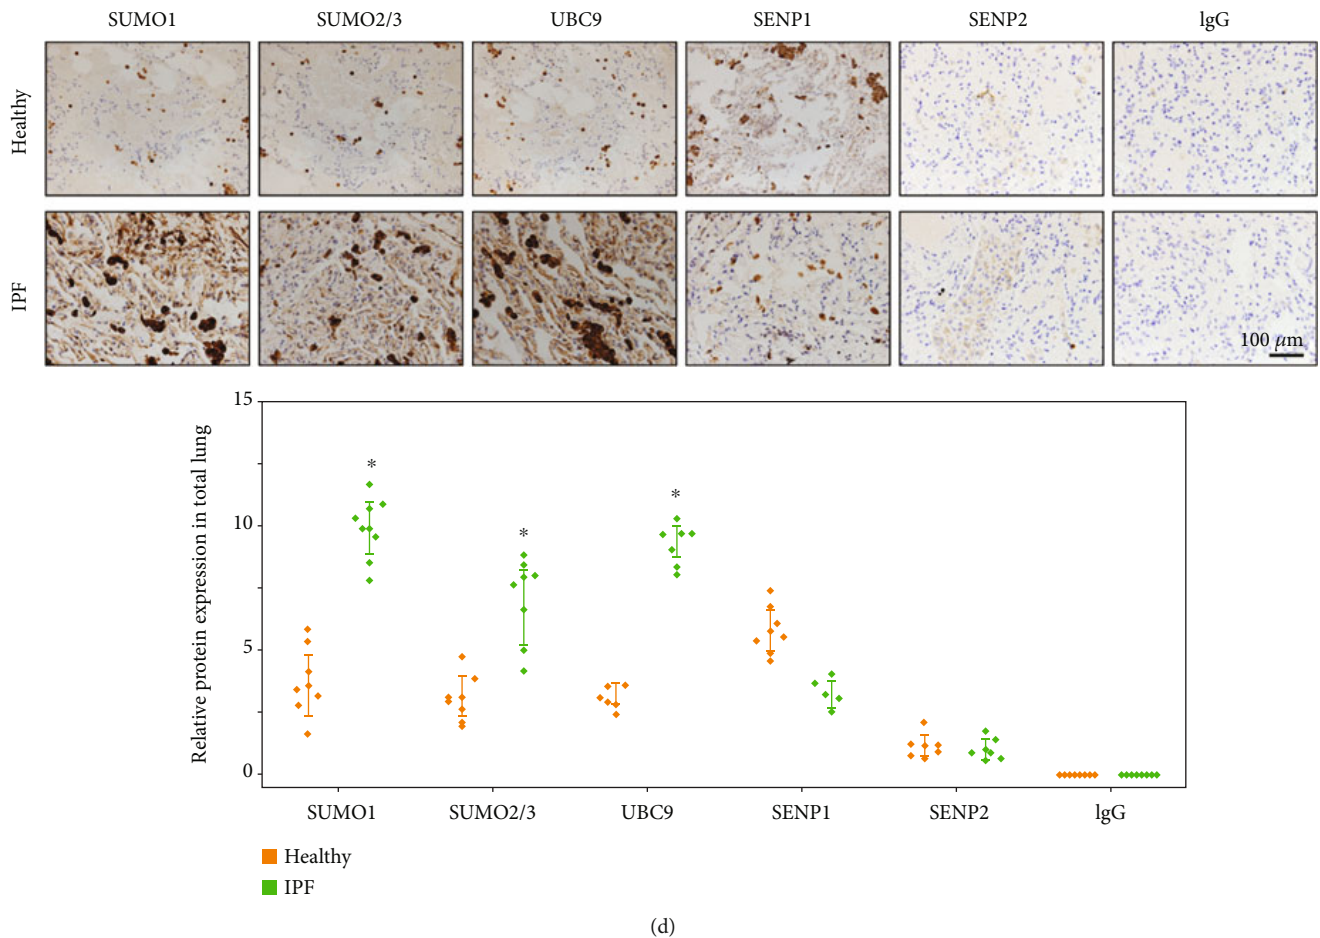 SUMO1 SUMO2/3 UBC9 SENP1 SENP2 lgG
Healthy
IPF
100 μm
Relative protein expression in total lung
15
10
5
0
* * *
SUMO1 SUMO2/3 UBC9 SENP1 SENP2 lgG
Healthy
IPF
(d)